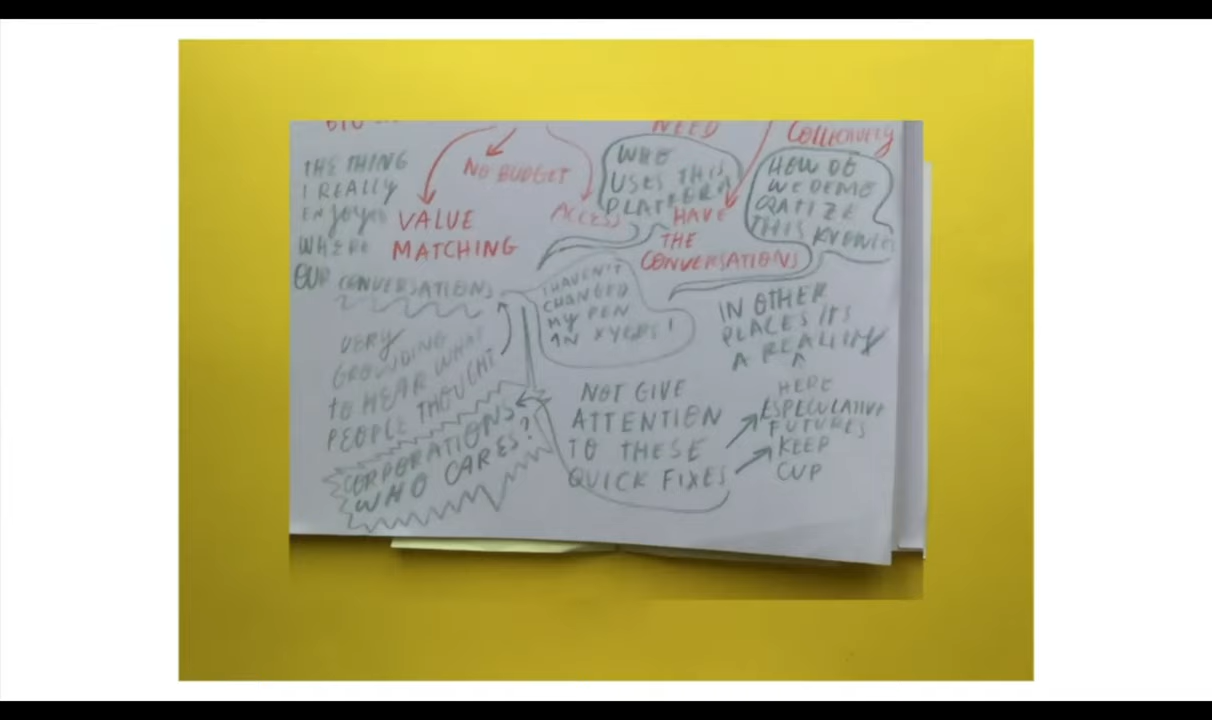 NEED
COLLECTIVELY
THE THING
I REALLY
ENJOYED
WHERE
OUR CONVERSATIONS
NO BUDGET
VALUE
MATCHING
ACCESS
WHO
USES THIS
PLATFORM
HAVE
THE
CONVERSATIONS
HOW DO
WE DEMO
CRATIZE
THIS
I HAVEN'T
CHANGED
MY PEN
IN X YEARS!
IN OTHER
PLACES ITS
A REALITY
VERY
GROUNDING
TO HEAR WHAT
PEOPLE THOUGHT
CORPORATIONS
WHO CARES?
NOT GIVE
ATTENTION
TO THESE
QUICK FIXES
HERE
SPECULATIVE
FUTURES
KEEP
CUP